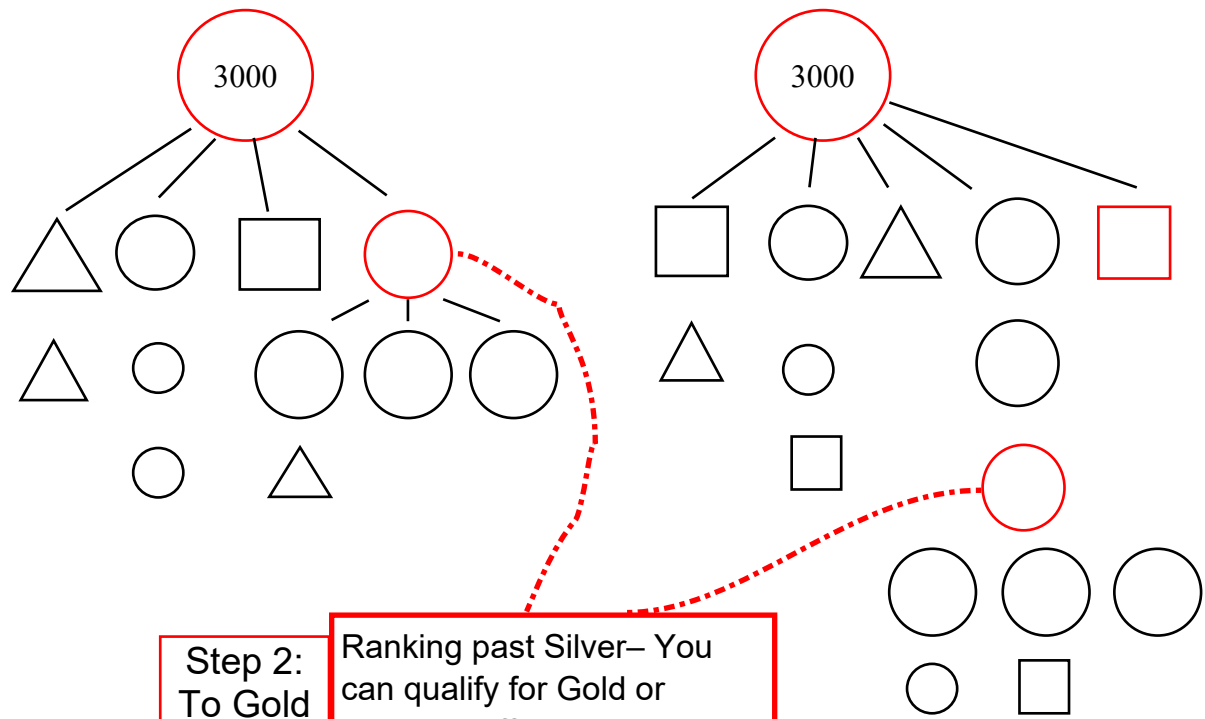 3000
3000
Step 2:
To Gold
Ranking past Silver– You
can qualify for Gold or